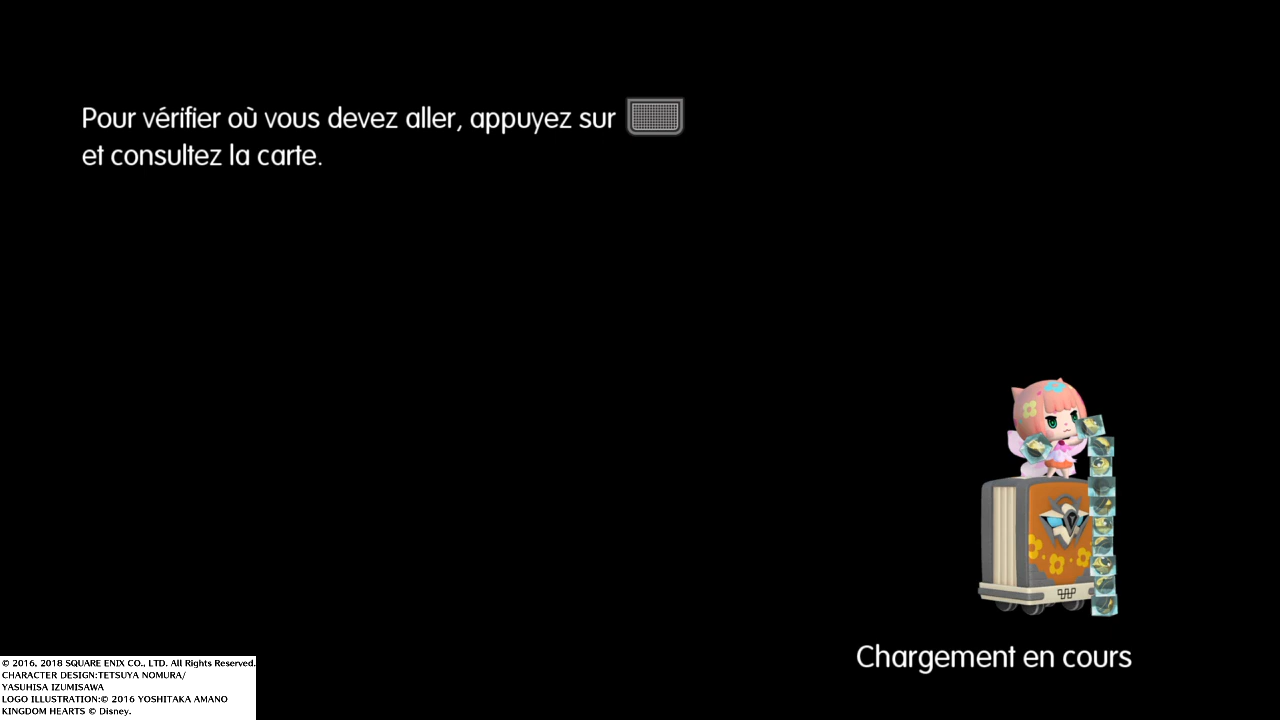 Pour vérifier où vous devez aller, appuyez sur
et consultez la carte.
Chargement en cours
© 2016, 2018 SQUARE ENIX CO., LTD. All Rights Reserved.
CHARACTER DESIGN:TETSUYA NOMURA/
YASUHISA IZUMISAWA
LOGO ILLUSTRATION:© 2016 YOSHITAKA AMANO
KINGDOM HEARTS © Disney.